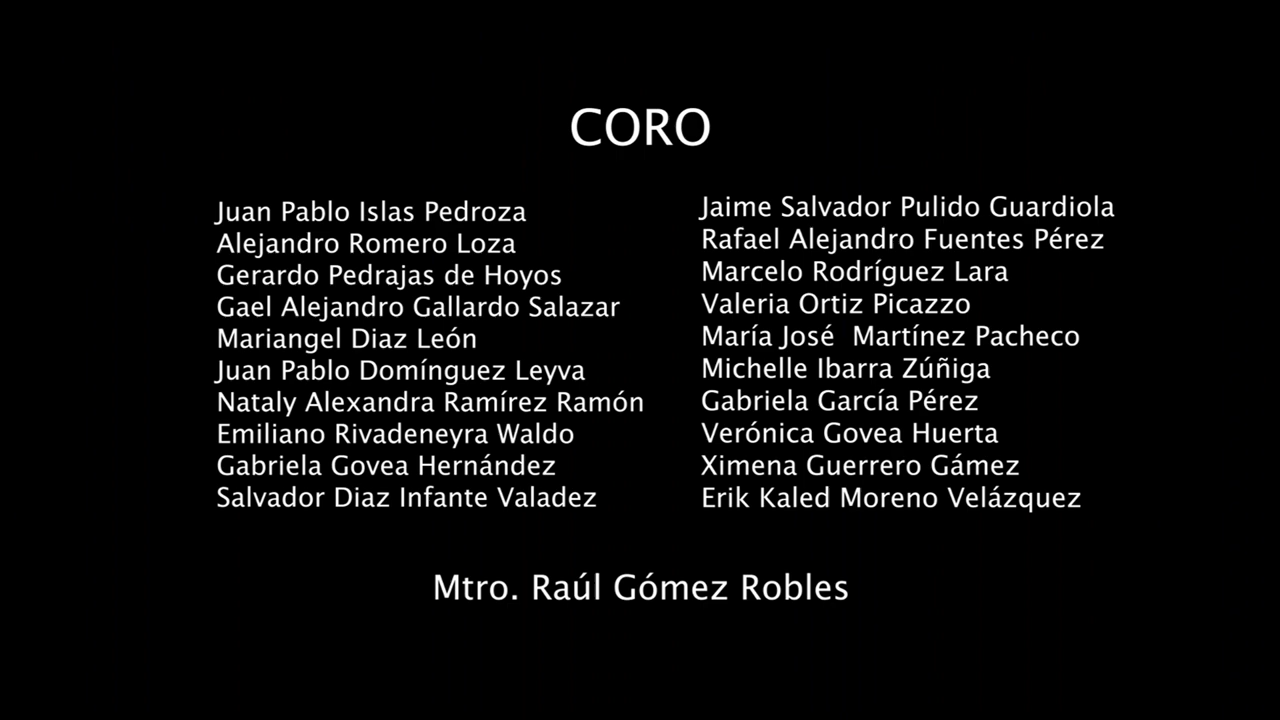 CORO
Juan Pablo Islas Pedroza
Alejandro Romero Loza
Gerardo Pedrajas de Hoyos
Gael Alejandro Gallardo Salazar
Mariangel Diaz León
Juan Pablo Domínguez Leyva
Nataly Alexandra Ramírez Ramón
Emiliano Rivadeneyra Waldo
Gabriela Govea Hernández
Salvador Diaz Infante Valadez
Jaime Salvador Pulido Guardiola
Rafael Alejandro Fuentes Pérez
Marcelo Rodríguez Lara
Valeria Ortiz Picazzo
María José  Martínez Pacheco
Michelle Ibarra Zúñiga
Gabriela García Pérez
Verónica Govea Huerta
Ximena Guerrero Gámez
Erik Kaled Moreno Velázquez
Mtro. Raúl Gómez Robles